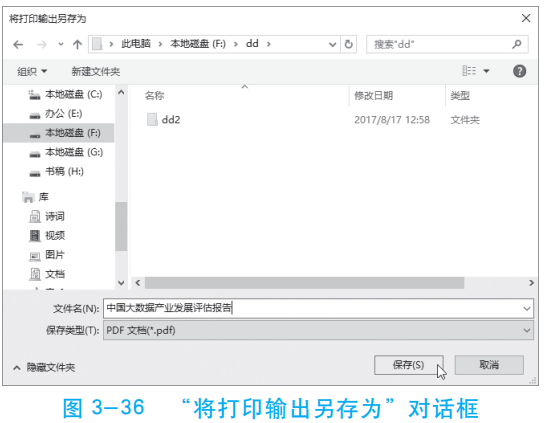 将打印输出另存为
此电脑 › 本地磁盘 (F:) › dd ›
搜索"dd"
组织 新建文件夹
本地磁盘 (C:)
办公 (E:)
本地磁盘 (F:)
本地磁盘 (G:)
书稿 (H:)
库
诗词
视频
图片
文档
名称 修改日期 类型
dd2 2017/8/17 12:58 文件夹
文件名(N): 中国大数据产业发展评估报告
保存类型(T): PDF 文档(*.pdf)
隐藏文件夹 保存(S) 取消
图 3-36 “将打印输出另存为”对话框